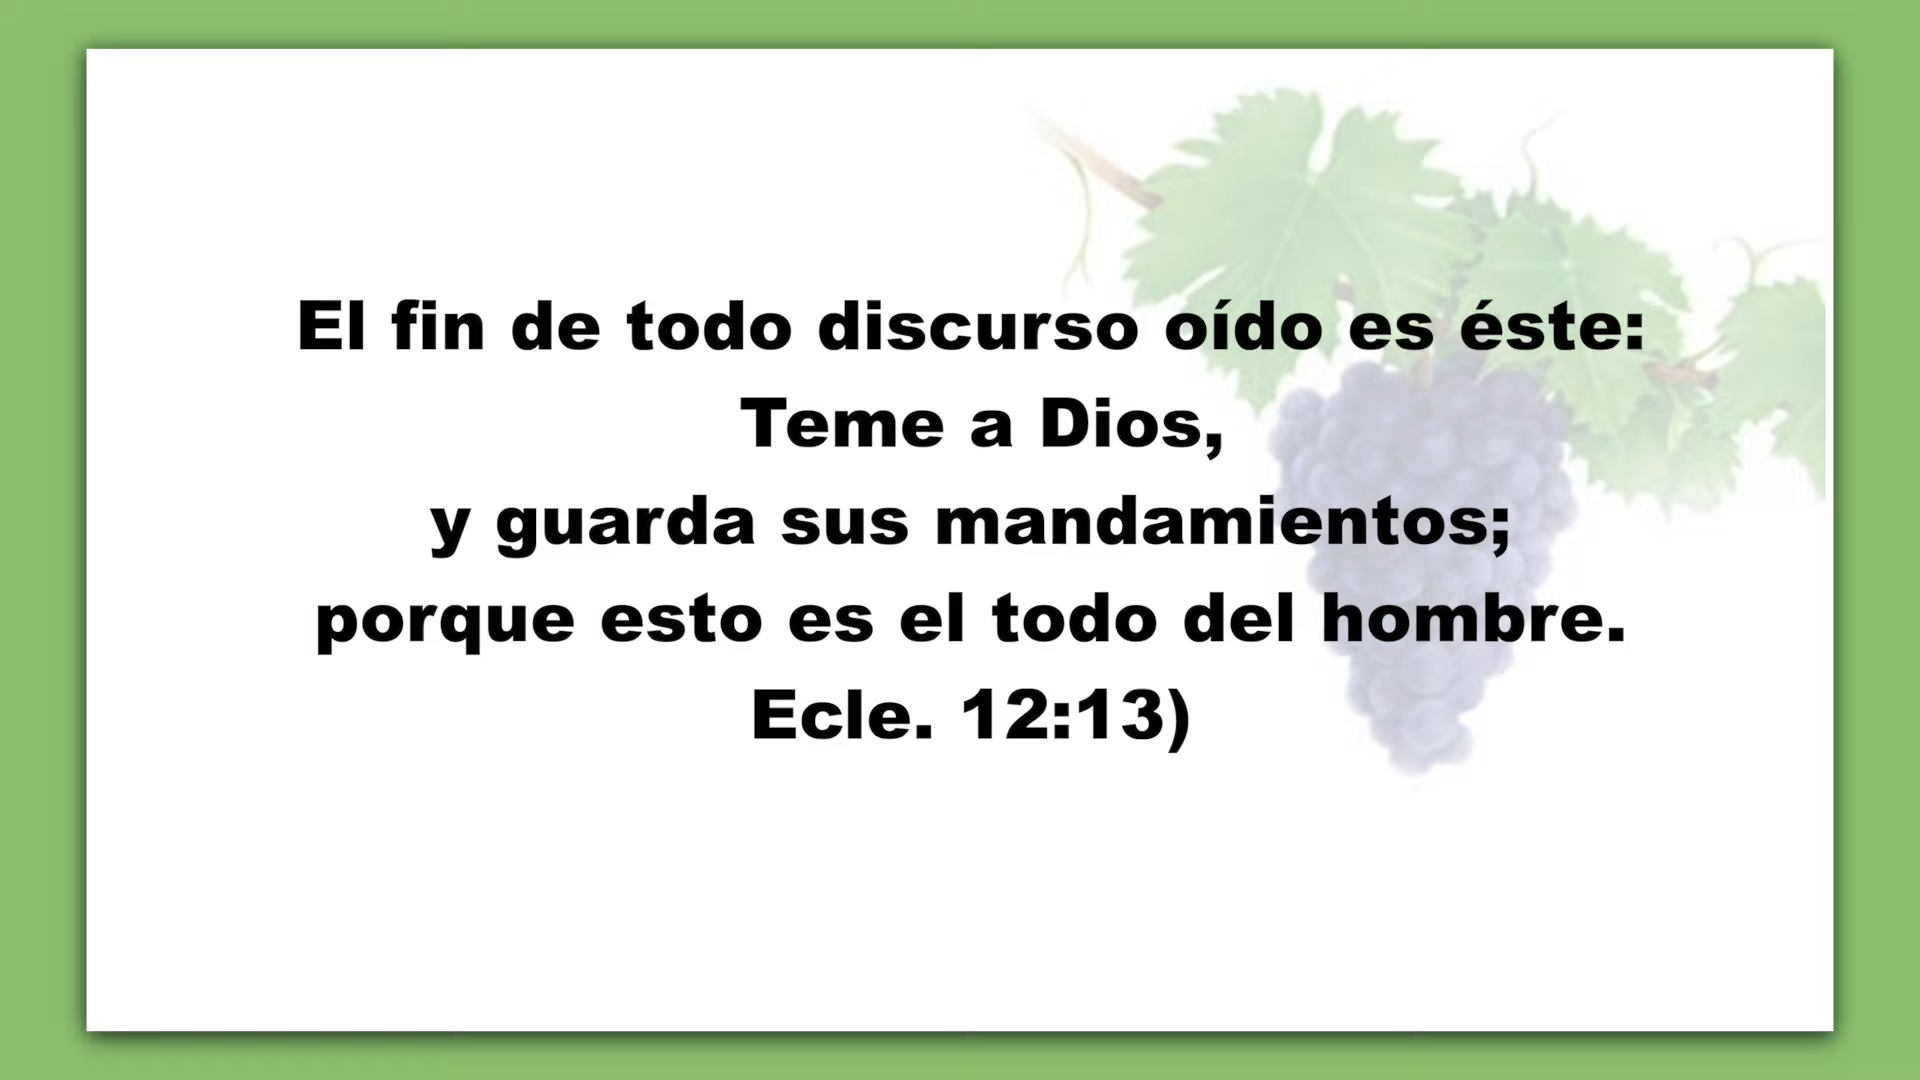 El fin de todo discurso oído es éste:
Teme a Dios,
y guarda sus mandamientos;
porque esto es el todo del hombre.
Ecle. 12:13)